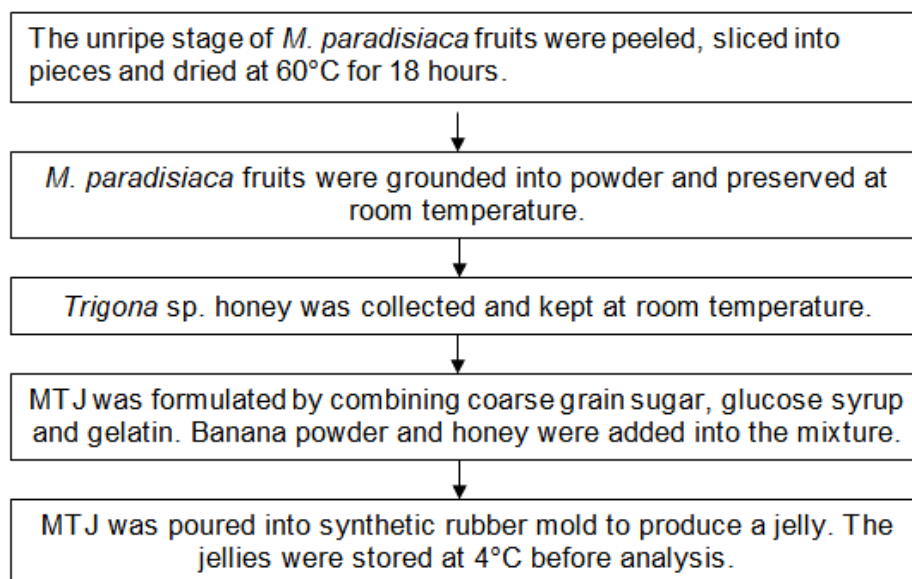 The unripe stage of M. paradisiaca fruits were peeled, sliced into
pieces and dried at 60°C for 18 hours.
M. paradisiaca fruits were grounded into powder and preserved at
room temperature.
Trigona sp. honey was collected and kept at room temperature.
MTJ was formulated by combining coarse grain sugar, glucose syrup
and gelatin. Banana powder and honey were added into the mixture.
MTJ was poured into synthetic rubber mold to produce a jelly. The
jellies were stored at 4°C before analysis.